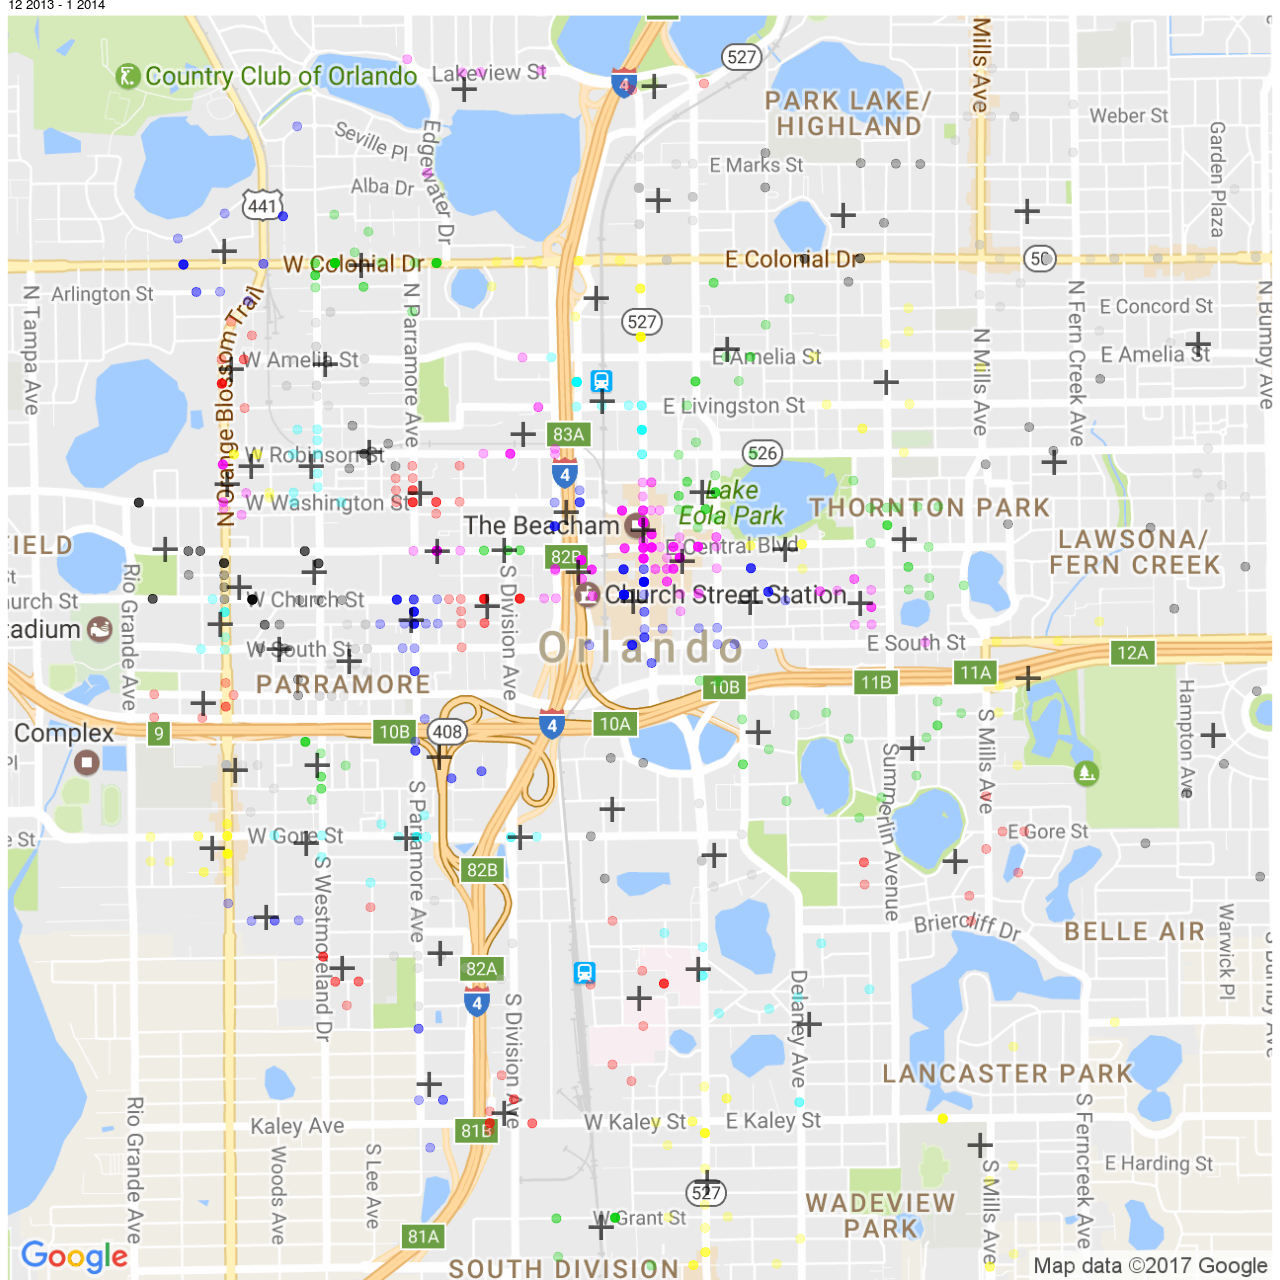 12 2013 - 1 2014
527
4
Country Club of Orlando
Lakeview St
Mills Ave
PARK LAKE/
HIGHLAND
Weber St
Seville Pl
Edgewater Dr
Garden Plaza
E Marks St
Alba Dr
441
W Colonial Dr
E Colonial Dr
50
Arlington St
N Tampa Ave
N Parramore Ave
N Fern Creek Ave
N Bumby Ave
E Concord St
527
N Orange Blossom Trail
W Amelia St
E Amelia St
N Mills Ave
E Amelia St
E Livingston St
83A
W Robinson St
526
4
W Washington St
Lake
Eola Park
THORNTON PARK
The Beacham
FIELD
82B
E Central Blvd
LAWSONA/
FERN CREEK
Rio Grande Ave
S Division Ave
W Church St
Church Street Station
Orlando
W South St
E South St
12A
11A
11B
10B
PARRAMORE
Hampton Ave
9
10B
408
4
10A
S Mills Ave
Complex
Summerlin Avenue
S Parramore Ave
W Gore St
E Gore St
S Westmoreland Dr
82B
Briercliff Dr
BELLE AIR
Warwick Pl
82A
4
S Division Ave
Delaney Ave
LANCASTER PARK
Rio Grande Ave
Kaley Ave
81B
W Kaley St
E Kaley St
S Ferncreek Ave
Woods Ave
S Lee Ave
S Mills Ave
E Harding St
527
WADEVIEW
PARK
W Grant St
81A
SOUTH DIVISION
Google
Map data ©2017 Google